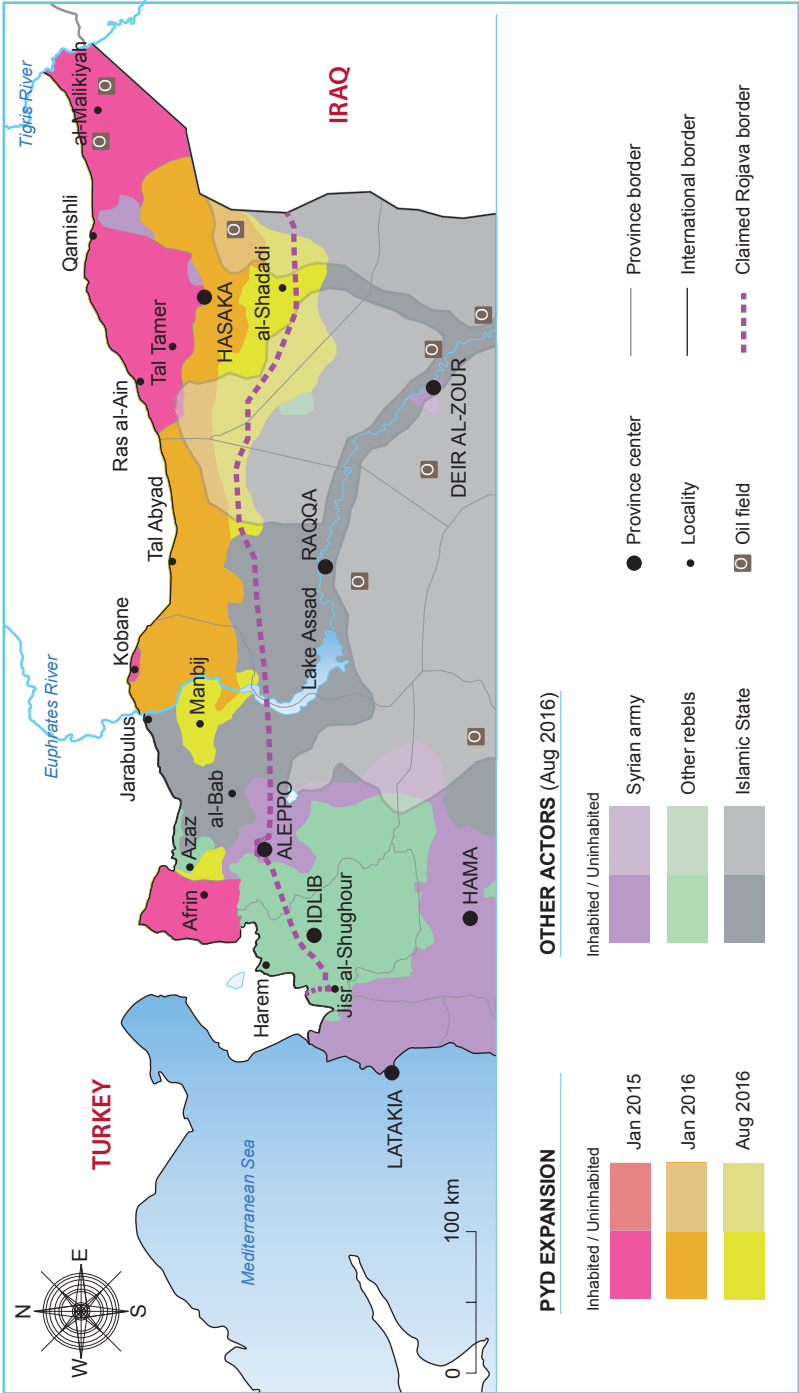 N
W
E
S
TURKEY
IRAQ
Tigris River
Euphrates River
Mediterranean Sea
al-Malikiyah
Qamishli
Ras al-Ain
Tal Tamer
HASAKA
al-Shadadi
Tal Abyad
Kobane
Jarabulus
Manbij
al-Bab
Azaz
Afrin
ALEPPO
Lake Assad
RAQQA
DEIR AL-ZOUR
IDLIB
Harem
Jisr al-Shughour
HAMA
LATAKIA
O
O
O
O
O
O
O
O
0
100 km
PYD EXPANSION
Inhabited / Uninhabited
Jan 2015
Jan 2016
Aug 2016
OTHER ACTORS (Aug 2016)
Inhabited / Uninhabited
Syrian army
Other rebels
Islamic State
Province center
Locality
O
Oil field
Province border
International border
Claimed Rojava border